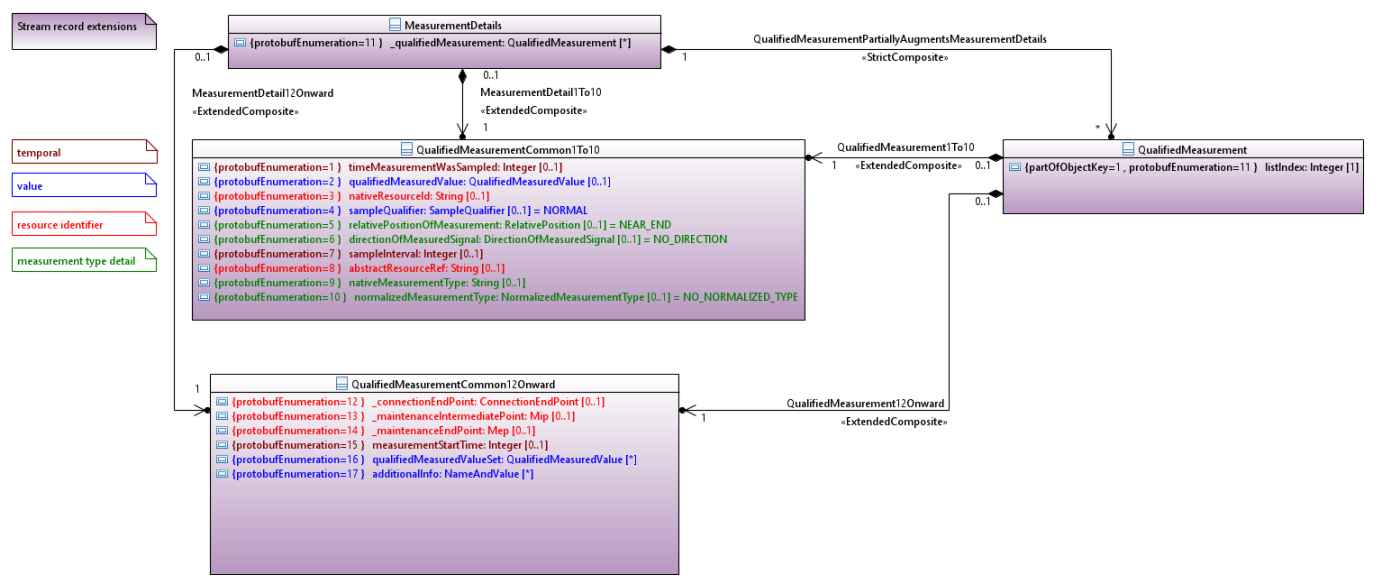 Stream record extensions
MeasurementDetails
{protobufEnumeration=11 } _qualifiedMeasurement: QualifiedMeasurement [*]
0..1
0..1
1
QualifiedMeasurementPartiallyAugmentsMeasurementDetails
«StrictComposite»
*
MeasurementDetail12Onward
«ExtendedComposite»
MeasurementDetail1To10
«ExtendedComposite»
1
temporal
value
resource identifier
measurement type detail
QualifiedMeasurementCommon1To10
{protobufEnumeration=1 } timeMeasurementWasSampled: Integer [0..1]
{protobufEnumeration=2 } qualifiedMeasuredValue: QualifiedMeasuredValue [0..1]
{protobufEnumeration=3 } nativeResourceId: String [0..1]
{protobufEnumeration=4 } sampleQualifier: SampleQualifier [0..1] = NORMAL
{protobufEnumeration=5 } relativePositionOfMeasurement: RelativePosition [0..1] = NEAR_END
{protobufEnumeration=6 } directionOfMeasuredSignal: DirectionOfMeasuredSignal [0..1] = NO_DIRECTION
{protobufEnumeration=7 } sampleInterval: Integer [0..1]
{protobufEnumeration=8 } abstractResourceRef: String [0..1]
{protobufEnumeration=9 } nativeMeasurementType: String [0..1]
{protobufEnumeration=10 } normalizedMeasurementType: NormalizedMeasurementType [0..1] = NO_NORMALIZED_TYPE
QualifiedMeasurement1To10
1
«ExtendedComposite»
0..1
QualifiedMeasurement
{partOfObjectKey=1 , protobufEnumeration=11 } listIndex: Integer [1]
0..1
1
QualifiedMeasurementCommon12Onward
{protobufEnumeration=12 } _connectionEndPoint: ConnectionEndPoint [0..1]
{protobufEnumeration=13 } _maintenanceIntermediatePoint: Mip [0..1]
{protobufEnumeration=14 } _maintenanceEndPoint: Mep [0..1]
{protobufEnumeration=15 } measurementStartTime: Integer [0..1]
{protobufEnumeration=16 } qualifiedMeasuredValueSet: QualifiedMeasuredValue [*]
{protobufEnumeration=17 } additionalInfo: NameAndValue [*]
QualifiedMeasurement12Onward
1
«ExtendedComposite»